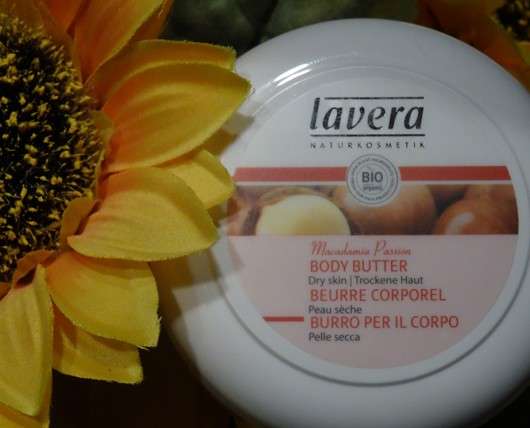 lavera
NATURKOSMETIK
BIO
organic
Macadamia Passion
BODY BUTTER
Dry skin | Trockene Haut
BEURRE CORPOREL
Peau sèche
BURRO PER IL CORPO
Pelle secca